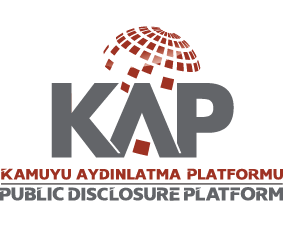 KAP
KAMUYU AYDINLATMA PLATFORMU
PUBLIC DISCLOSURE PLATFORM